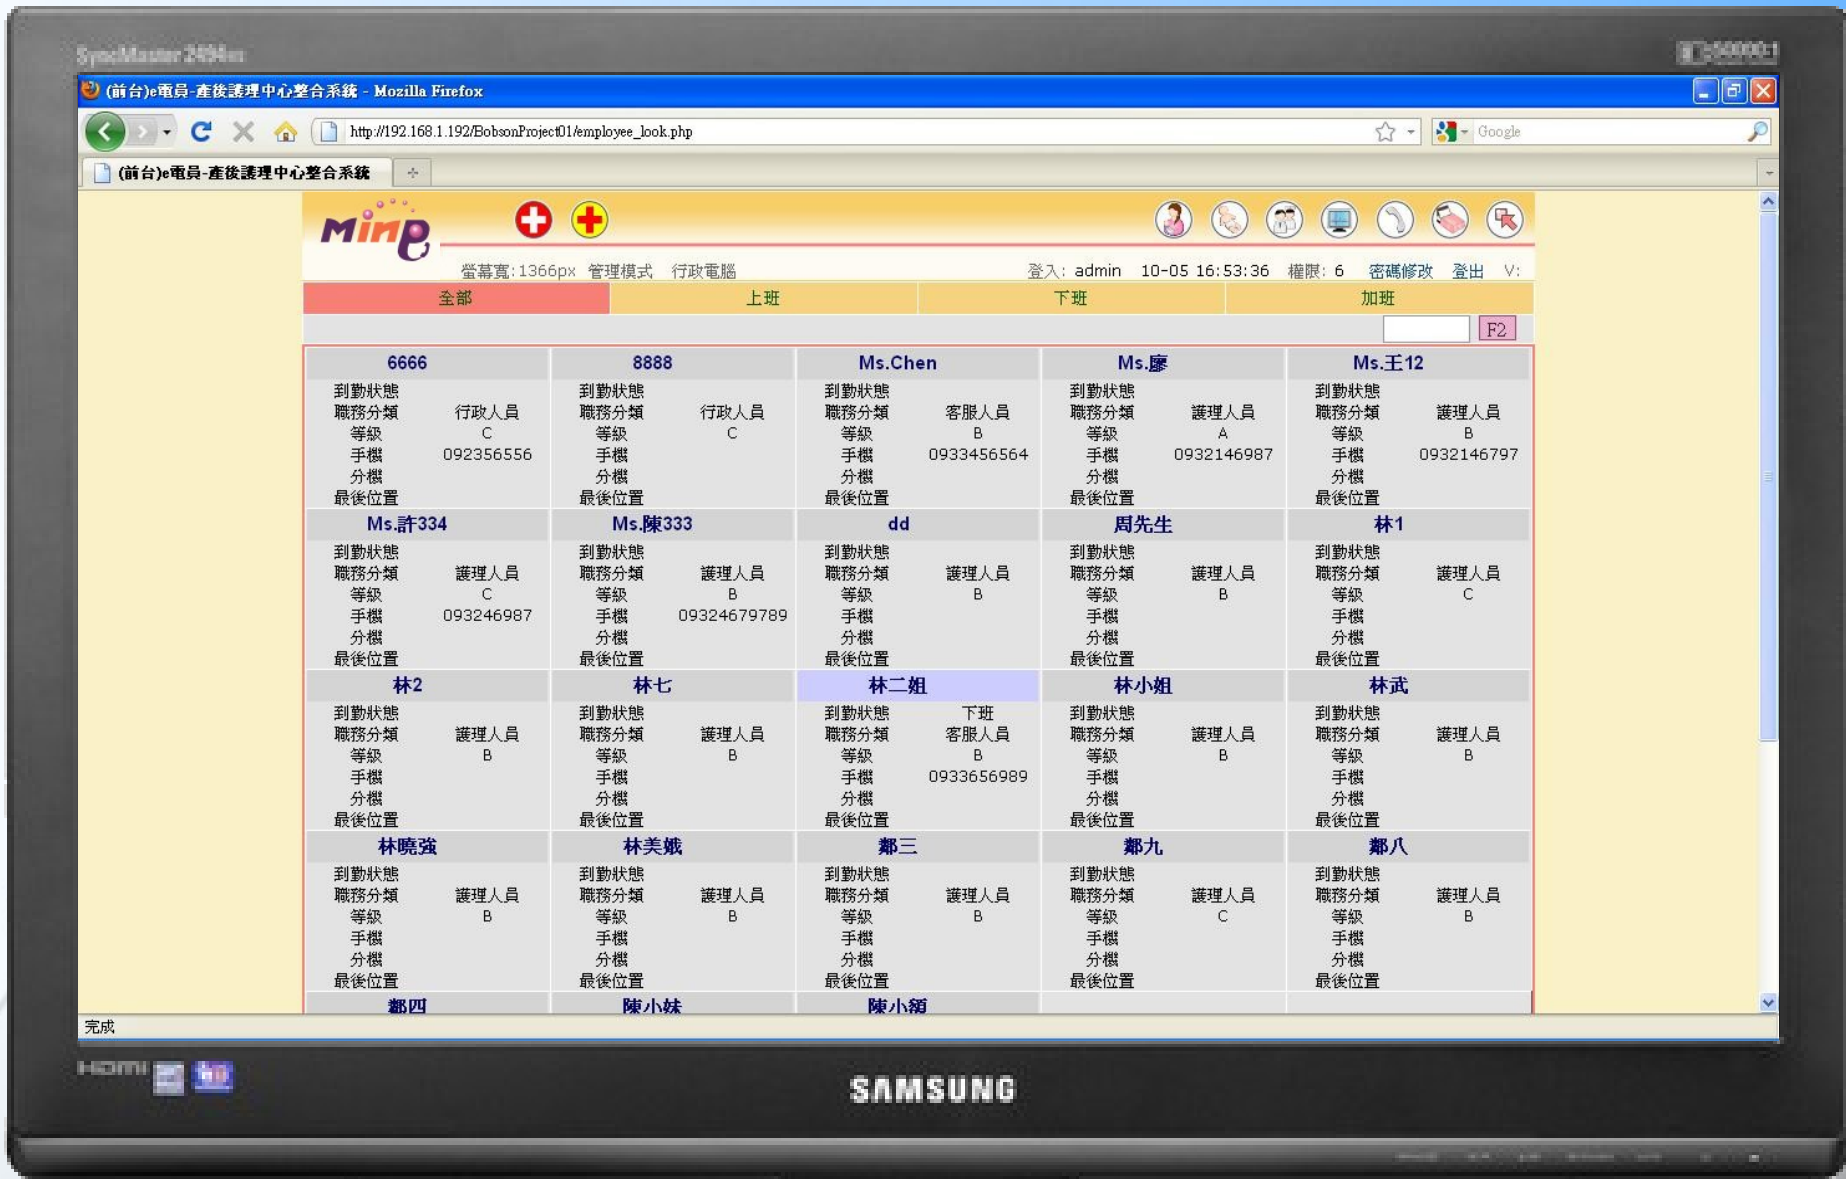 SyncMaster 2494
50000:1
(前台)e電員-產後護理中心整合系統 - Mozilla Firefox
http://192.168.1.192/BobsonProject01/employee_look.php
Google
(前台)e電員-產後護理中心整合系統
Minp
螢幕寬:1366px 管理模式 行政電腦 登入: admin 10-05 16:53:36 權限: 6 密碼修改 登出 V:
全部 上班 下班 加班
F2
6666 8888 Ms.Chen Ms.廖 Ms.王12
到勤狀態 到勤狀態 到勤狀態 到勤狀態 到勤狀態
職務分類 行政人員 職務分類 行政人員 職務分類 客服人員 職務分類 護理人員 職務分類 護理人員
等級 C 等級 C 等級 B 等級 A 等級 B
手機 092356556 手機 手機 0933456564 手機 0932146987 手機 0932146797
分機 分機 分機 分機 分機
最後位置 最後位置 最後位置 最後位置 最後位置
Ms.許334 Ms.陳333 dd 周先生 林1
到勤狀態 到勤狀態 到勤狀態 到勤狀態 到勤狀態
職務分類 護理人員 職務分類 護理人員 職務分類 護理人員 職務分類 護理人員 職務分類 護理人員
等級 C 等級 B 等級 B 等級 B 等級 C
手機 093246987 手機 09324679789 手機 手機 手機
分機 分機 分機 分機 分機
最後位置 最後位置 最後位置 最後位置 最後位置
林2 林七 林二姐 林小姐 林武
到勤狀態 到勤狀態 到勤狀態 下班 到勤狀態 到勤狀態
職務分類 護理人員 職務分類 護理人員 職務分類 客服人員 職務分類 護理人員 職務分類 護理人員
等級 B 等級 B 等級 B 等級 B 等級 B
手機 手機 手機 0933656989 手機 手機
分機 分機 分機 分機 分機
最後位置 最後位置 最後位置 最後位置 最後位置
林曉強 林美娥 鄰三 鄰九 鄰八
到勤狀態 到勤狀態 到勤狀態 到勤狀態 到勤狀態
職務分類 護理人員 職務分類 護理人員 職務分類 護理人員 職務分類 護理人員 職務分類 護理人員
等級 B 等級 B 等級 B 等級 C 等級 B
手機 手機 手機 手機 手機
分機 分機 分機 分機 分機
最後位置 最後位置 最後位置 最後位置 最後位置
鄰四 陳小妹 陳小額
完成
HDMI
SAMSUNG